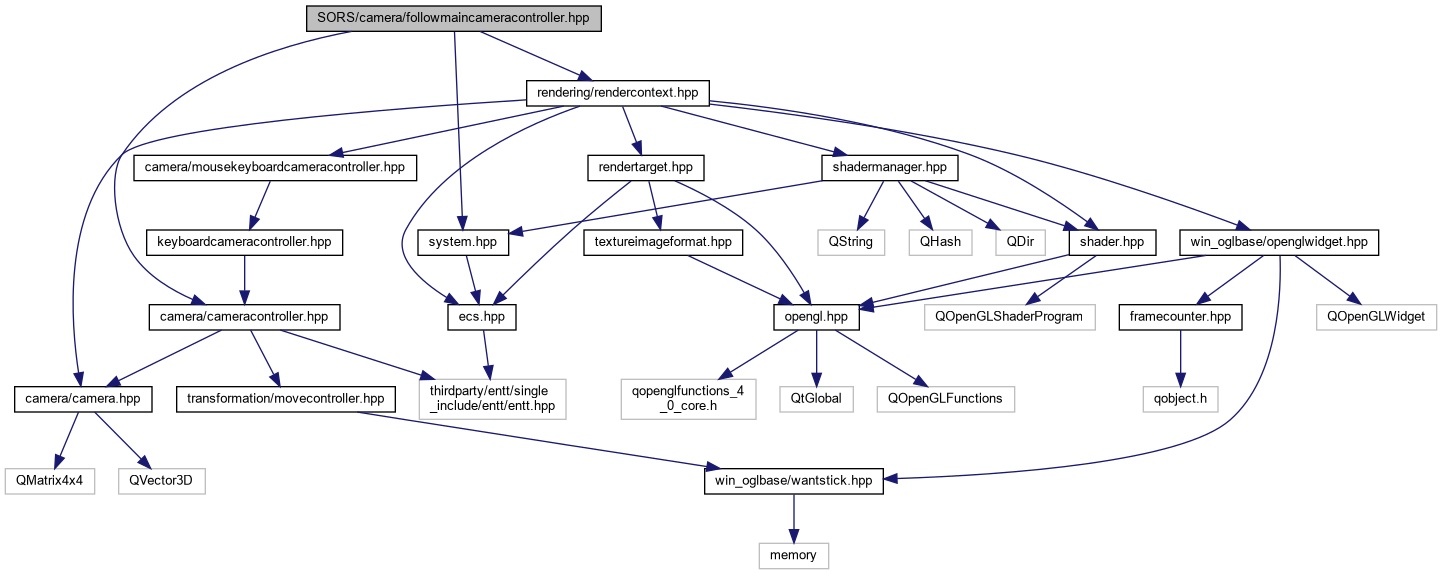 SORS/camera/followmaincameracontroller.hpp
rendering/rendercontext.hpp
camera/mousekeyboardcameracontroller.hpp
rendertarget.hpp
shadermanager.hpp
keyboardcameracontroller.hpp
system.hpp
textureimageformat.hpp
QString
QHash
QDir
shader.hpp
win_oglbase/openglwidget.hpp
camera/cameracontroller.hpp
ecs.hpp
opengl.hpp
QOpenGLShaderProgram
framecounter.hpp
QOpenGLWidget
camera/camera.hpp
transformation/movecontroller.hpp
thirdparty/entt/single
_include/entt/entt.hpp
qopenglfunctions_4
_0_core.h
QtGlobal
QOpenGLFunctions
qobject.h
QMatrix4x4
QVector3D
win_oglbase/wantstick.hpp
memory